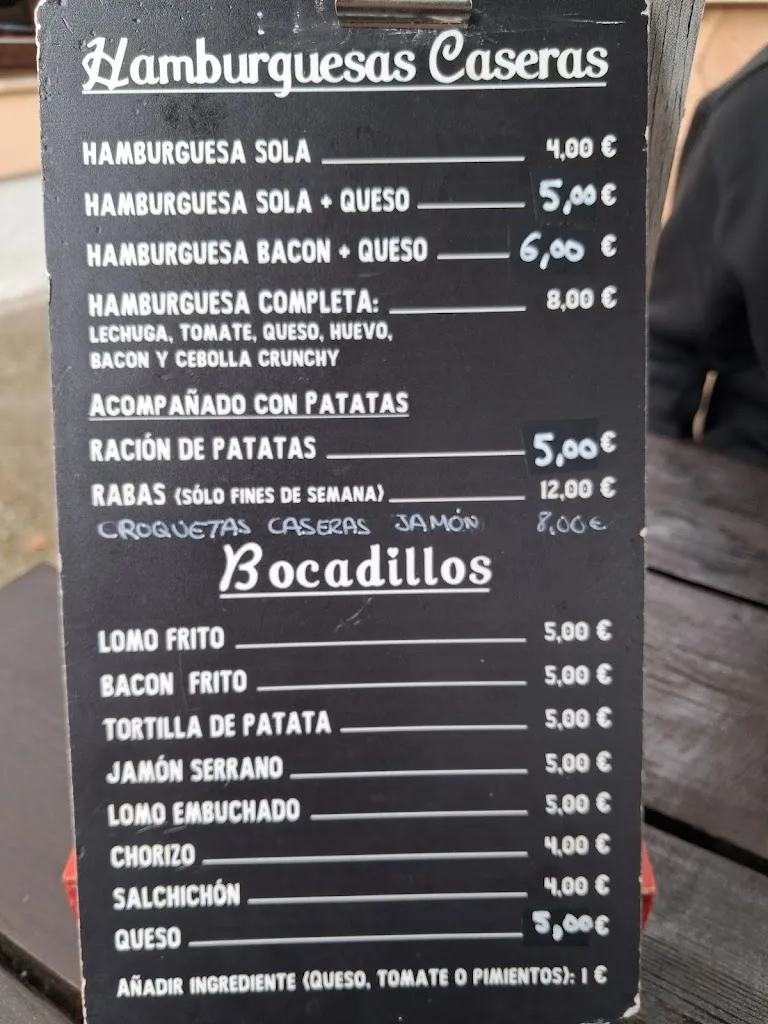 Hamburguesas Caseras
HAMBURGUESA SOLA 4,00 €
HAMBURGUESA SOLA + QUESO 5,00 €
HAMBURGUESA BACON + QUESO 6,00 €
HAMBURGUESA COMPLETA: 8,00 €
LECHUGA, TOMATE, QUESO, HUEVO,
BACON Y CEBOLLA CRUNCHY
ACOMPAÑADO CON PATATAS
RACIÓN DE PATATAS 5,00 €
RABAS (SÓLO FINES DE SEMANA) 12,00 €
CROQUETAS CASERAS JAMÓN 8,00 €
Bocadillos
LOMO FRITO 5,00 €
BACON FRITO 5,00 €
TORTILLA DE PATATA 5,00 €
JAMÓN SERRANO 5,00 €
LOMO EMBUCHADO 5,00 €
CHORIZO 4,00 €
SALCHICHÓN 4,00 €
QUESO 5,00 €
AÑADIR INGREDIENTE (QUESO, TOMATE O PIMIENTOS): 1 €